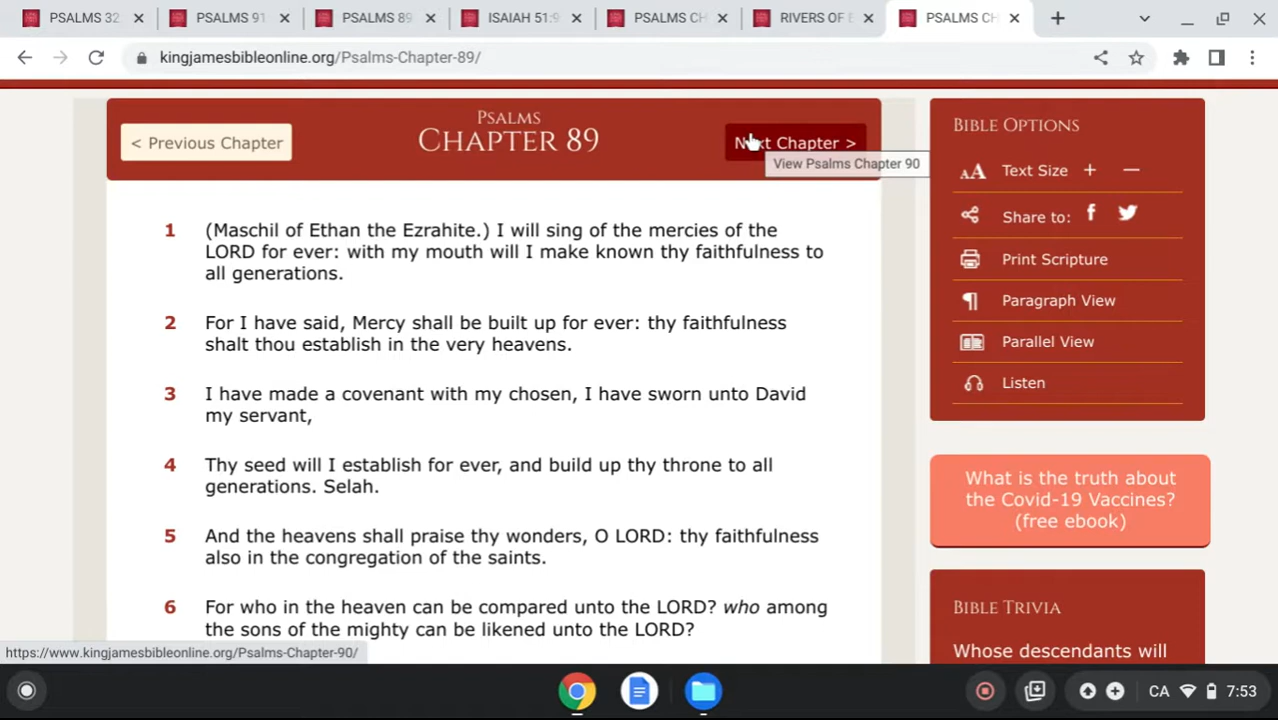 PSALMS 32
PSALMS 91
PSALMS 89
ISAIAH 51:9
PSALMS CH
RIVERS OF
PSALMS CH
kingjamesbibleonline.org/Psalms-Chapter-89/
< Previous Chapter
PSALMS
CHAPTER 89
Next Chapter >
View Psalms Chapter 90
1 (Maschil of Ethan the Ezrahite.) I will sing of the mercies of the
LORD for ever: with my mouth will I make known thy faithfulness to
all generations.
2 For I have said, Mercy shall be built up for ever: thy faithfulness
shalt thou establish in the very heavens.
3 I have made a covenant with my chosen, I have sworn unto David
my servant,
4 Thy seed will I establish for ever, and build up thy throne to all
generations. Selah.
5 And the heavens shall praise thy wonders, O LORD: thy faithfulness
also in the congregation of the saints.
6 For who in the heaven can be compared unto the LORD? who among
the sons of the mighty can be likened unto the LORD?
BIBLE OPTIONS
AA Text Size + —
Share to:
Print Scripture
Paragraph View
Parallel View
Listen
What is the truth about
the Covid-19 Vaccines?
(free ebook)
BIBLE TRIVIA
Whose descendants will
https://www.kingjamesbibleonline.org/Psalms-Chapter-90/
CA 7:53